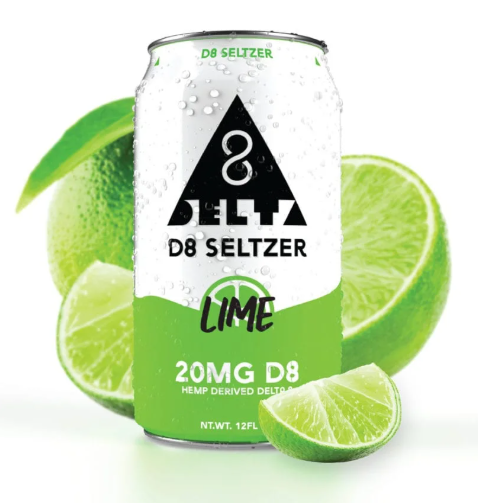 D8 SELTZER
8
DELTA
D8 SELTZER
LIME
20MG D8
HEMP DERIVED DELTA
NT.WT. 12FL